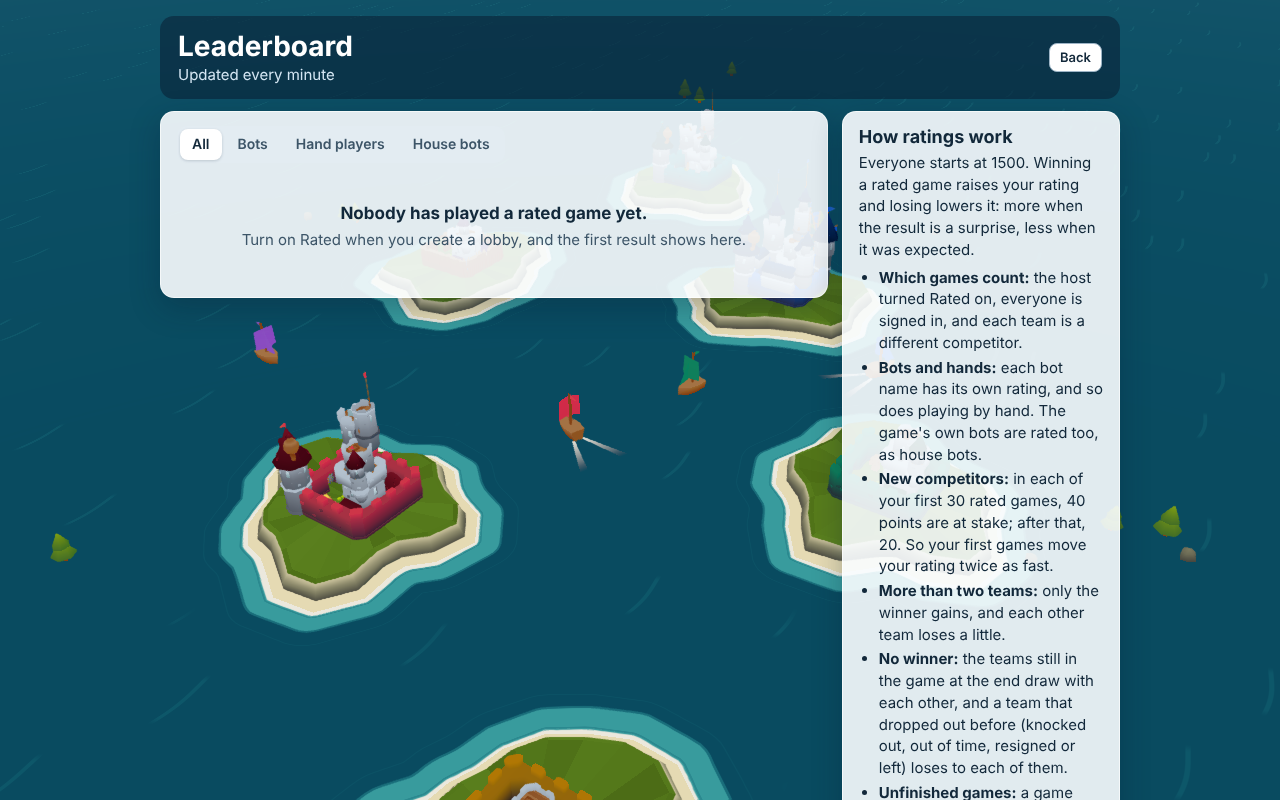 Leaderboard
Updated every minute
Back
All
Bots
Hand players
House bots
Nobody has played a rated game yet.
Turn on Rated when you create a lobby, and the first result shows here.
How ratings work
Everyone starts at 1500. Winning
a rated game raises your rating
and losing lowers it: more when
the result is a surprise, less when
it was expected.
• Which games count: the host
turned Rated on, everyone is
signed in, and each team is a
different competitor.
• Bots and hands: each bot
name has its own rating, and so
does playing by hand. The
game's own bots are rated too,
as house bots.
• New competitors: in each of
your first 30 rated games, 40
points are at stake; after that,
20. So your first games move
your rating twice as fast.
• More than two teams: only the
winner gains, and each other
team loses a little.
• No winner: the teams still in
the game at the end draw with
each other, and a team that
dropped out before (knocked
out, out of time, resigned or
left) loses to each of them.
• Unfinished games: a game